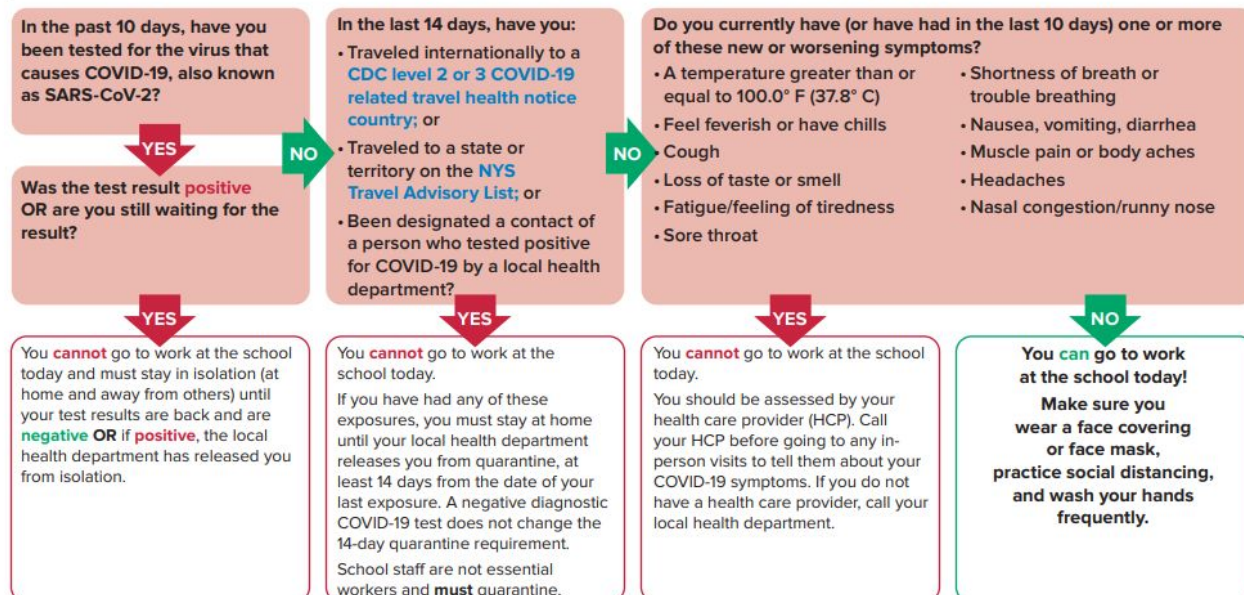 In the past 10 days, have you
been tested for the virus that
causes COVID-19, also known
as SARS-CoV-2?
YES
NO
Was the test result positive
OR are you still waiting for the
result?
YES
You cannot go to work at the school
today and must stay in isolation (at
home and away from others) until
your test results are back and are
negative OR if positive, the local
health department has released you
from isolation.
In the last 14 days, have you:
• Traveled internationally to a
CDC level 2 or 3 COVID-19
related travel health notice
country; or
• Traveled to a state or
territory on the NYS
Travel Advisory List; or
• Been designated a contact of
a person who tested positive
for COVID-19 by a local health
department?
NO
YES
You cannot go to work at the
school today.
If you have had any of these
exposures, you must stay at home
until your local health department
releases you from quarantine, at
least 14 days from the date of your
last exposure. A negative diagnostic
COVID-19 test does not change the
14-day quarantine requirement.
School staff are not essential
workers and must quarantine.
Do you currently have (or have had in the last 10 days) one or more
of these new or worsening symptoms?
• A temperature greater than or
equal to 100.0° F (37.8° C)
• Feel feverish or have chills
• Cough
• Loss of taste or smell
• Fatigue/feeling of tiredness
• Sore throat
• Shortness of breath or
trouble breathing
• Nausea, vomiting, diarrhea
• Muscle pain or body aches
• Headaches
• Nasal congestion/runny nose
YES
You cannot go to work at the school
today.
You should be assessed by your
health care provider (HCP). Call
your HCP before going to any in-
person visits to tell them about your
COVID-19 symptoms. If you do not
have a health care provider, call your
local health department.
NO
You can go to work
at the school today!
Make sure you
wear a face covering
or face mask,
practice social distancing,
and wash your hands
frequently.